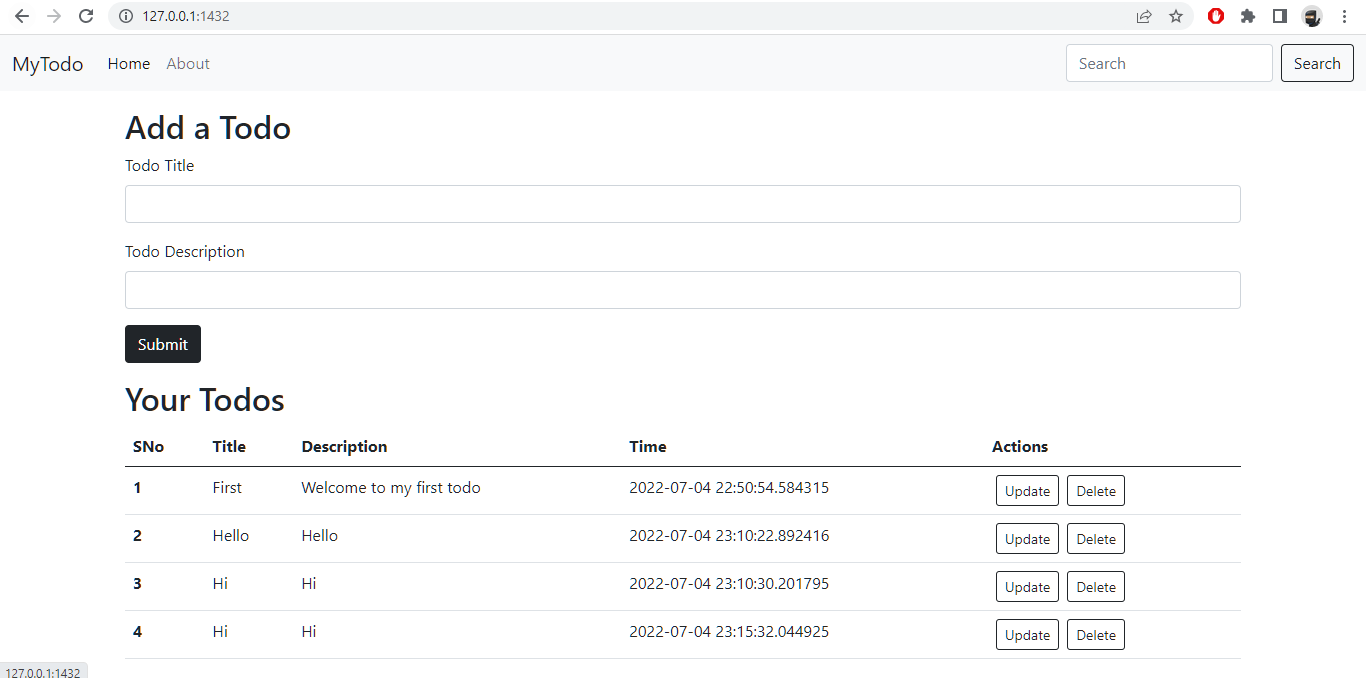 127.0.0.1:1432
MyTodo Home About Search Search
Add a Todo
Todo Title
Todo Description
Submit
Your Todos
SNo Title Description Time Actions
1 First Welcome to my first todo 2022-07-04 22:50:54.584315 Update Delete
2 Hello Hello 2022-07-04 23:10:22.892416 Update Delete
3 Hi Hi 2022-07-04 23:10:30.201795 Update Delete
4 Hi Hi 2022-07-04 23:15:32.044925 Update Delete
127.0.0.1:1432